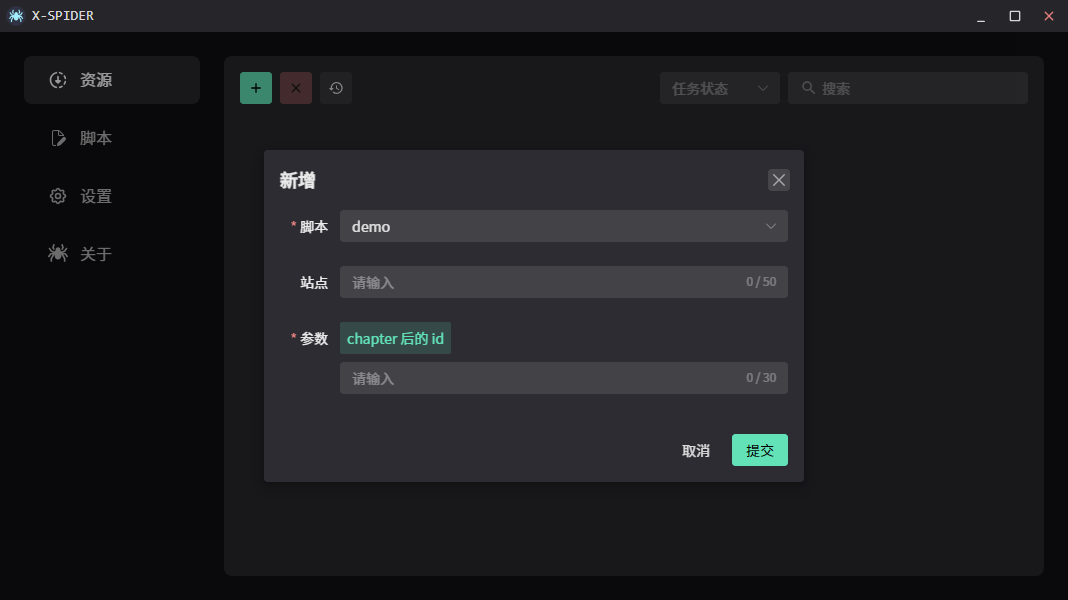 X-SPIDER
资源
脚本
设置
关于
任务状态
搜索
新增
* 脚本 demo
站点 请输入 0 / 50
* 参数 chapter 后的 id
请输入 0 / 30
取消 提交